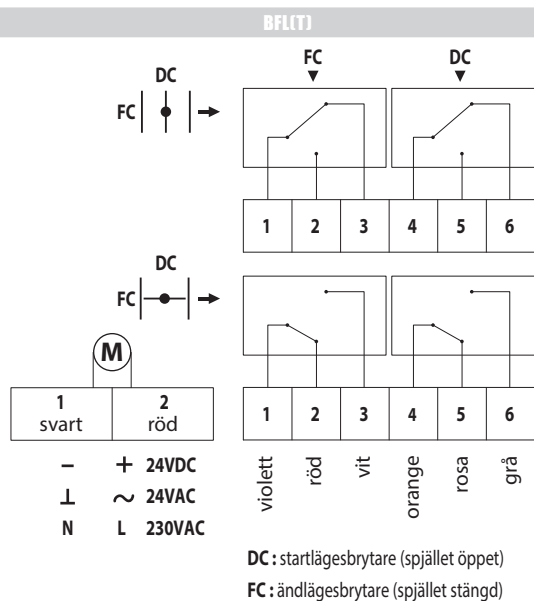 BFL(T)
FC DC
DC
FC
1 2 3 4 5 6
DC
FC
M
1 2
svart röd
1 2 3 4 5 6
violett röd vit orange rosa grå
– + 24VDC
⊥ ~ 24VAC
N L 230VAC
DC : startlägesbrytare (spjället öppet)
FC : ändlägesbrytare (spjället stängd)